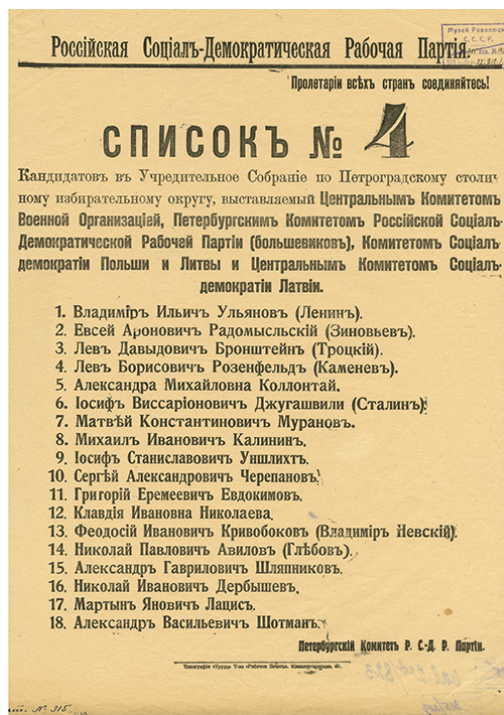 Музей Революціи
С. С. С. Р.
Россійская Соціалъ-Демократическая Рабочая Партія.
Пролетаріи всѣхъ странъ соединяйтесь!
СПИСОКЪ № 4
Кандидатовъ въ Учредительное Собраніе по Петроградскому столич
ному избирательному округу, выставляемый Центральнымъ Комитетомъ
Военной Организаціей, Петербургскимъ Комитетомъ Россійской Соціалъ-
Демократической Рабочей Партіи (большевиковъ), Комитетомъ Соціалъ-
демократіи Польши и Литвы и Центральнымъ Комитетомъ Соціалъ-
демократіи Латвіи.
1. Владиміръ Ильичъ Ульяновъ (Ленинъ).
2. Евсей Ароновичъ Радомысльскій (Зиновьевъ).
3. Левъ Давыдовичъ Бронштейнъ (Троцкій).
4. Левъ Борисовичъ Розенфельдъ (Каменевъ).
5. Александра Михайловна Коллонтай.
6. Іосифъ Виссаріоновичъ Джугашвили (Сталинъ).
7. Матвѣй Константиновичъ Мурановъ.
8. Михаилъ Ивановичъ Калининъ.
9. Іосифъ Станиславовичъ Уншлихтъ.
10. Сергѣй Александровичъ Черепановъ.
11. Григорій Еремеевичъ Евдокимовъ.
12. Клавдія Ивановна Николаева.
13. Феодосій Ивановичъ Кривобоковъ (Владиміръ Невскій).
14. Николай Павловичъ Авиловъ (Глѣбовъ).
15. Александръ Гавриловичъ Шляпниковъ.
16. Николай Ивановичъ Дербышевъ.
17. Мартынъ Яновичъ Лацисъ.
18. Александръ Васильевичъ Шотманъ.
Петербургскій Комитетъ Р. С.-Д. Р. Партіи.
№ 315